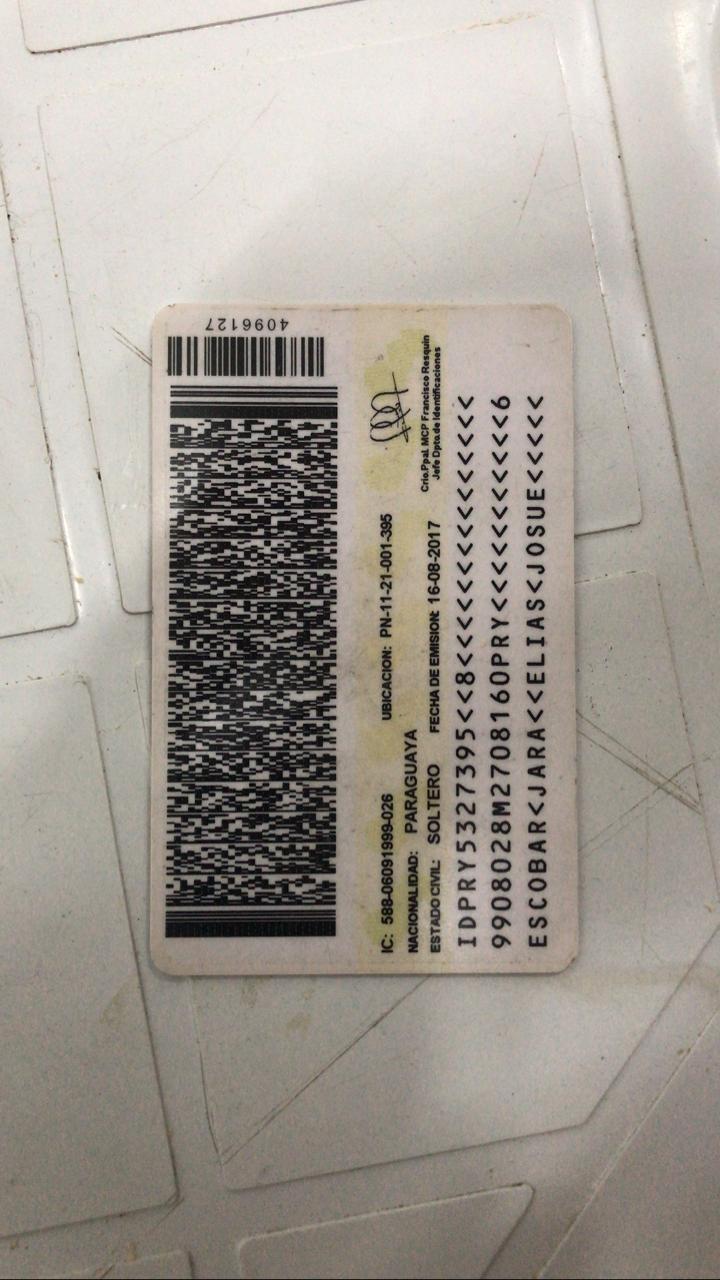 4096127
IC: 588-06091999-026 UBICACION: PN-11-21-001-395
NACIONALIDAD: PARAGUAYA
ESTADO CIVIL: SOLTERO FECHA DE EMISION: 16-08-2017
Crio.Ppal. MCP Francisco Resquin
Jefe Dpto.de Identificaciones
IDPRY5327395<<8<<<<<<<<<<<<<<<
9908028M2708160PRY<<<<<<<<<<<6
ESCOBAR<JARA<<ELIAS<JOSUE<<<<<